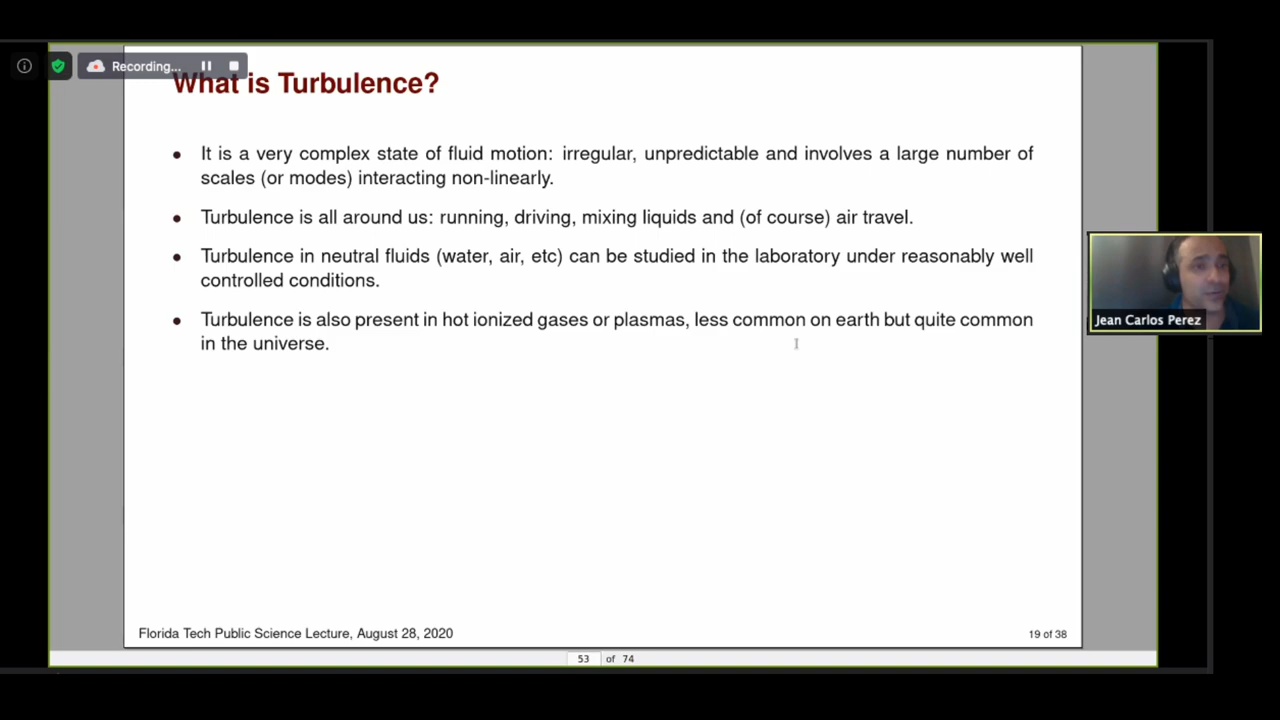 Recording...
What is Turbulence?
• It is a very complex state of fluid motion: irregular, unpredictable and involves a large number of
scales (or modes) interacting non-linearly.
• Turbulence is all around us: running, driving, mixing liquids and (of course) air travel.
• Turbulence in neutral fluids (water, air, etc) can be studied in the laboratory under reasonably well
controlled conditions.
• Turbulence is also present in hot ionized gases or plasmas, less common on earth but quite common
in the universe.
Jean Carlos Perez
Florida Tech Public Science Lecture, August 28, 2020
19 of 38
53 of 74